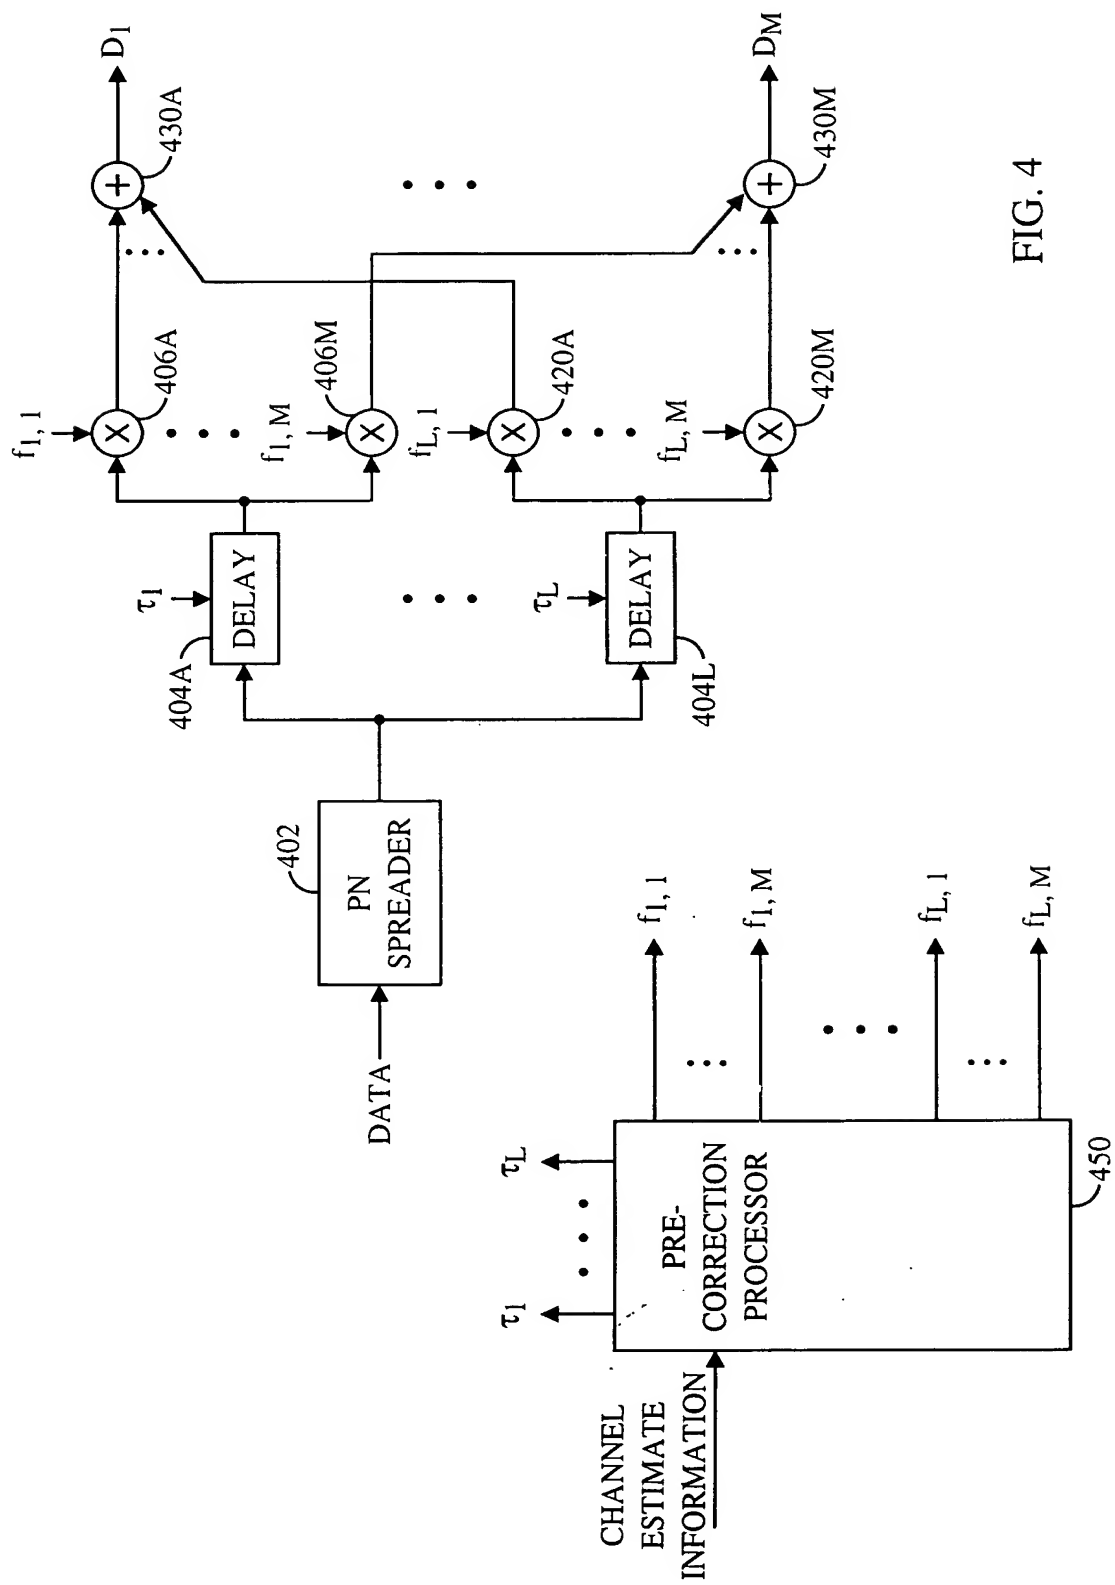 DATA
PN
SPREADER
402
404A
τ1
DELAY
404L
τL
DELAY
f1, 1
406A
X
f1, M
406M
X
fL, 1
420A
X
fL, M
420M
X
+
430A
D1
+
430M
DM
CHANNEL
ESTIMATE
INFORMATION
PRE-
CORRECTION
PROCESSOR
450
τ1
τL
f1, 1
f1, M
fL, 1
fL, M
FIG. 4